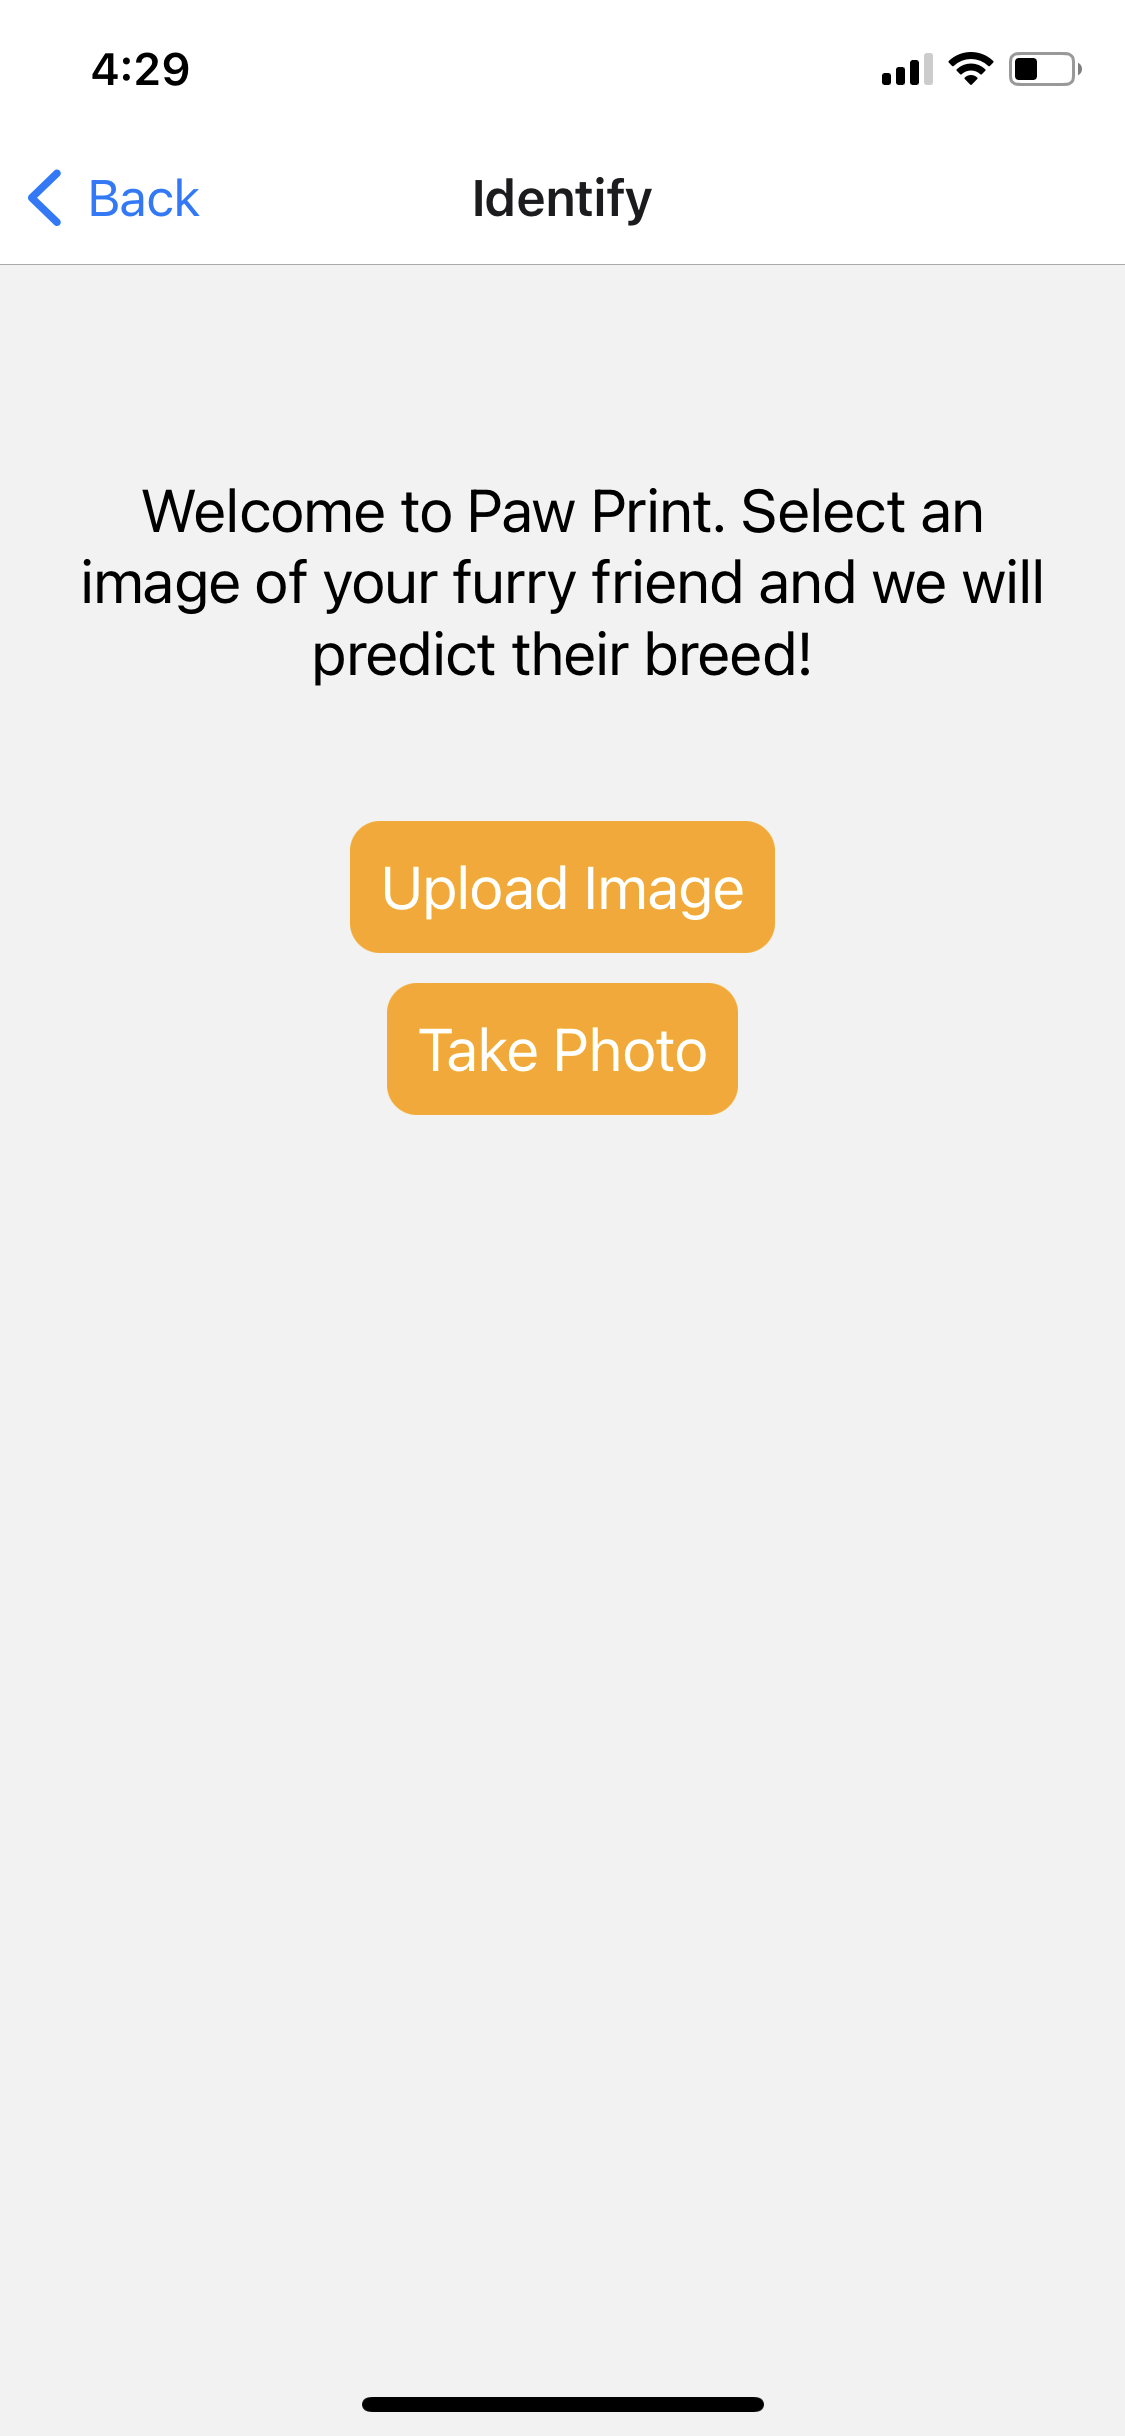 4:29
Back
Identify
Welcome to Paw Print. Select an
image of your furry friend and we will
predict their breed!
Upload Image
Take Photo